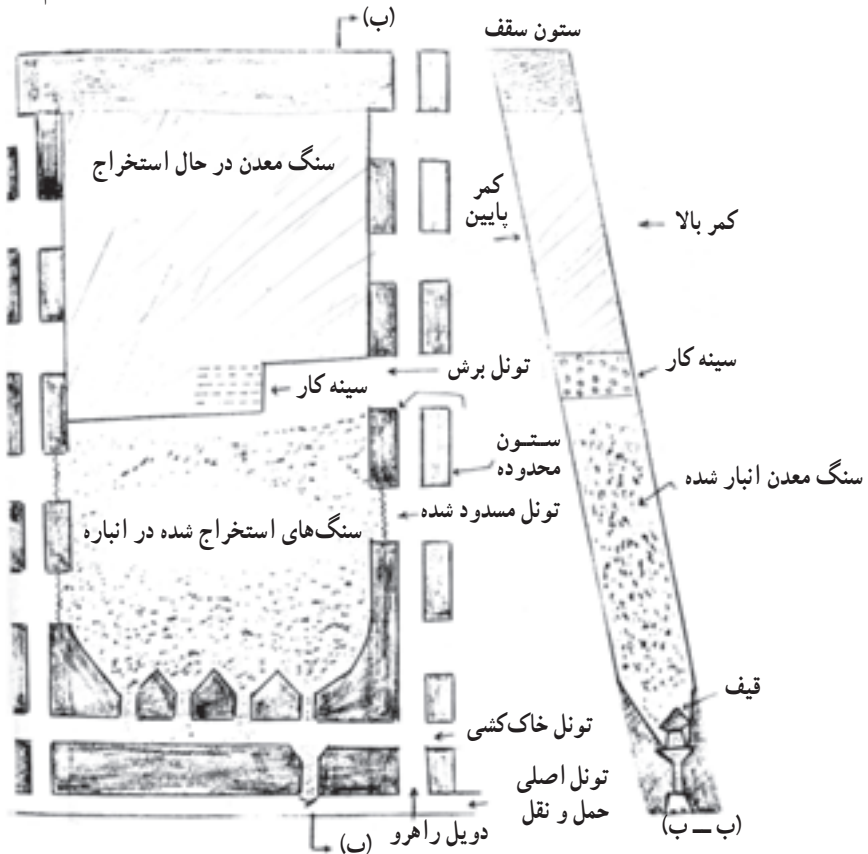 (ب)
ستون سقف
سنگ معدن در حال استخراج
کمر
پایین
کمر بالا
تونل برش
سینه کار
سینه کار
ستون
محدوده
سنگ معدن انبار شده
تونل مسدود شده
سنگ‌های استخراج شده در انباره
قیف
تونل خاک‌کشی
تونل اصلی
حمل و نقل
دویل راهرو
(ب)
(ب – ب)